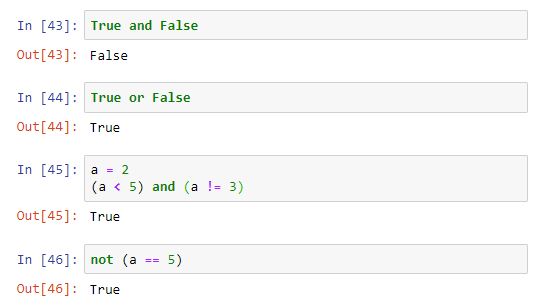 In [43]: True and False
Out[43]: False
In [44]: True or False
Out[44]: True
In [45]: a = 2
(a < 5) and (a != 3)
Out[45]: True
In [46]: not (a == 5)
Out[46]: True